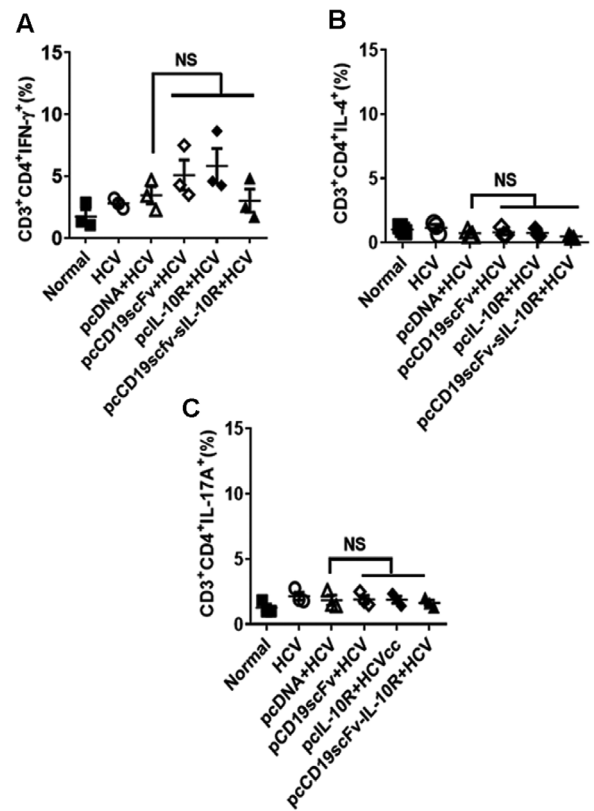 A
CD3⁺CD4⁺IFN-γ⁺(%)
15
10
5
0
NS
Normal
HCV
pcDNA+HCV
pcCD19scFv+HCV
pcIL-10R+HCV
pcCD19scfv-sIL-10R+HCV
B
CD3⁺CD4⁺IL-4⁺(%)
15
10
5
0
NS
Normal
HCV
pcDNA+HCV
pcCD19scFv+HCV
pcIL-10R+HCV
pcCD19scFv-sIL-10R+HCV
C
CD3⁺CD4⁺IL-17A⁺(%)
15
10
5
0
NS
Normal
HCV
pcDNA+HCV
pCD19scFv+HCV
pcIL-10R+HCVcc
pcCD19scFv-IL-10R+HCV